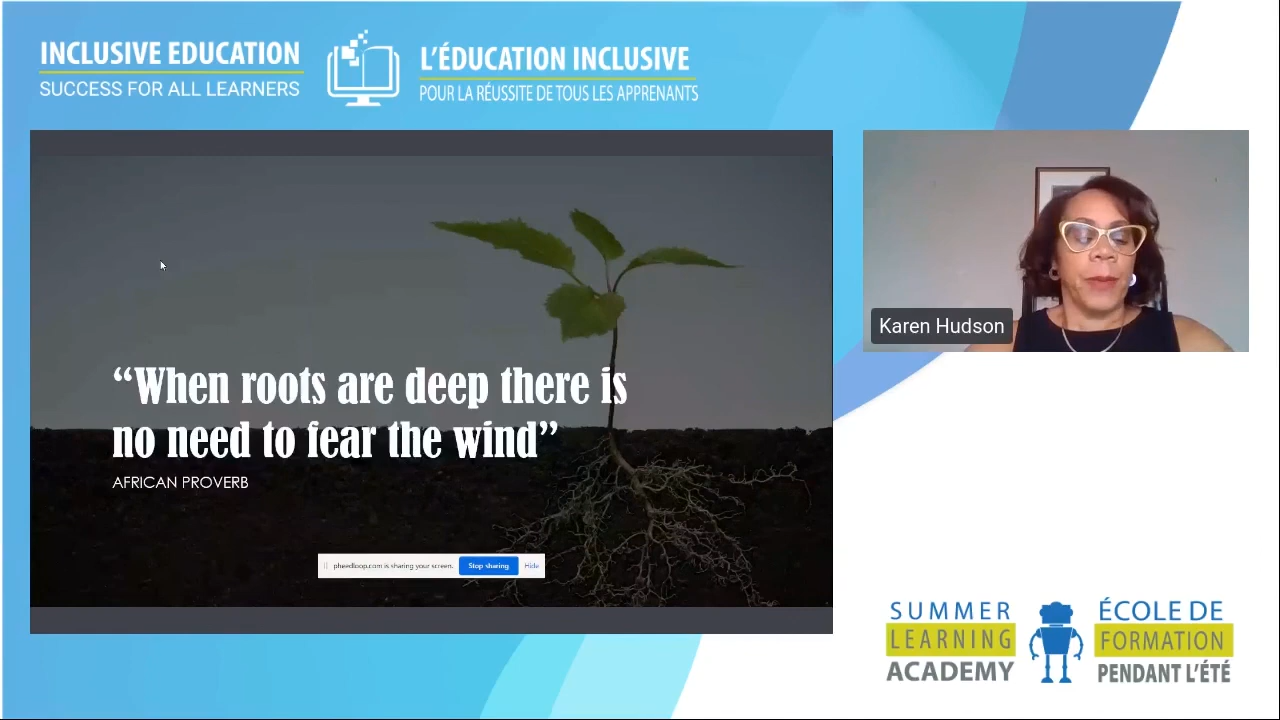 INCLUSIVE EDUCATION
SUCCESS FOR ALL LEARNERS
L'ÉDUCATION INCLUSIVE
POUR LA RÉUSSITE DE TOUS LES APPRENANTS
“When roots are deep there is
no need to fear the wind”
AFRICAN PROVERB
pheedloop.com is sharing your screen. Stop sharing Hide
Karen Hudson
SUMMER
LEARNING
ACADEMY
ÉCOLE DE
FORMATION
PENDANT L'ÉTÉ